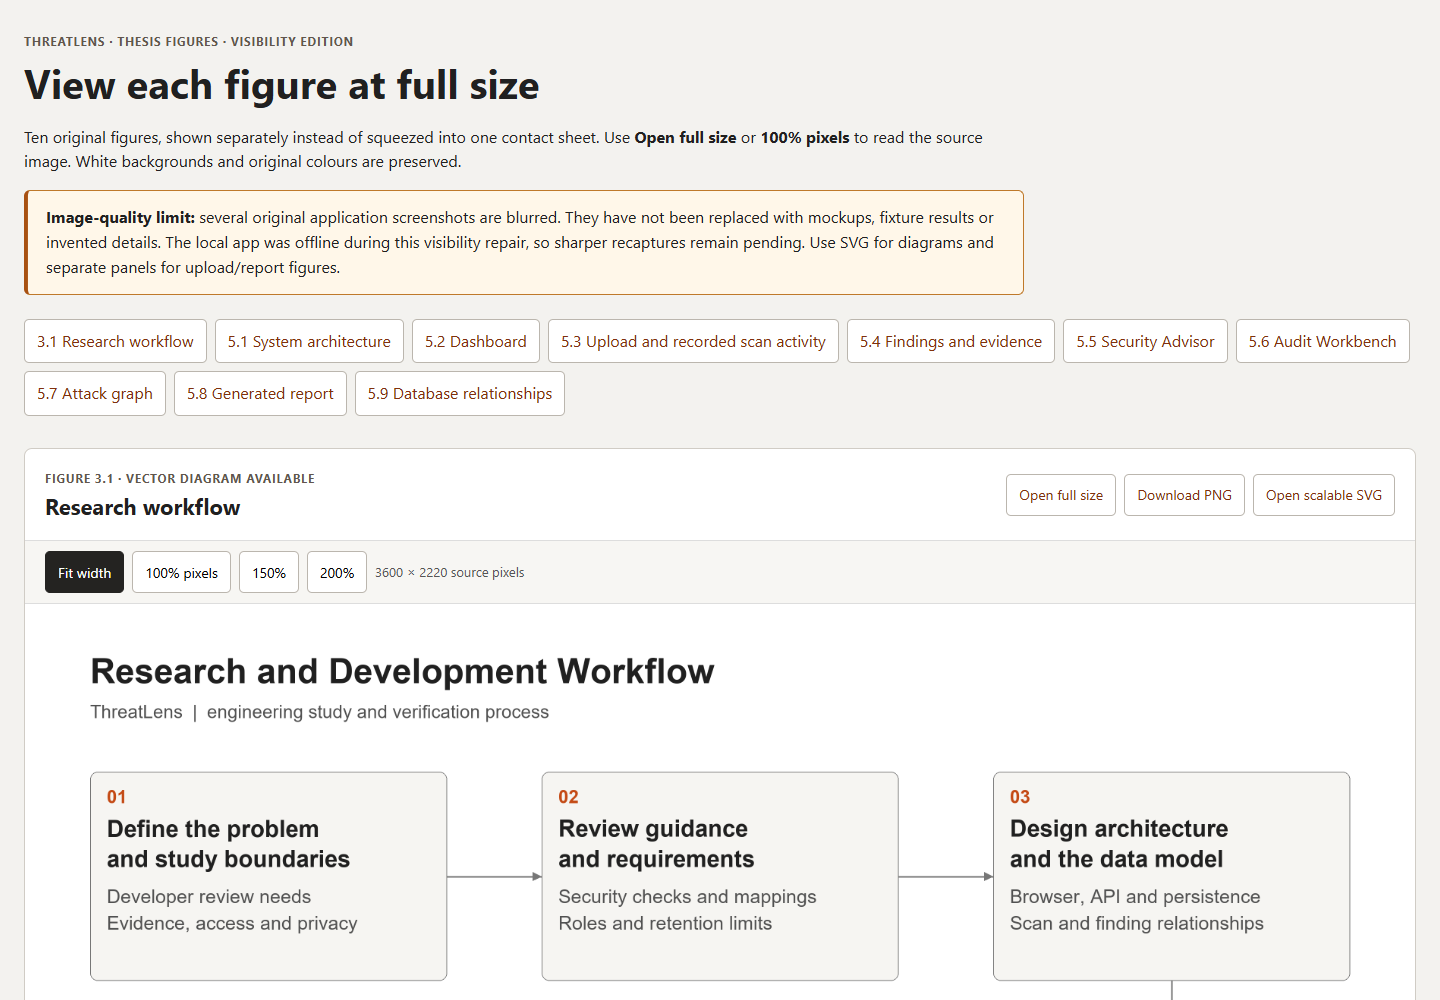 THREATLENS · THESIS FIGURES · VISIBILITY EDITION
View each figure at full size
Ten original figures, shown separately instead of squeezed into one contact sheet. Use Open full size or 100% pixels to read the source
image. White backgrounds and original colours are preserved.
Image-quality limit: several original application screenshots are blurred. They have not been replaced with mockups, fixture results or
invented details. The local app was offline during this visibility repair, so sharper recaptures remain pending. Use SVG for diagrams and
separate panels for upload/report figures.
3.1 Research workflow 5.1 System architecture 5.2 Dashboard 5.3 Upload and recorded scan activity 5.4 Findings and evidence 5.5 Security Advisor 5.6 Audit Workbench
5.7 Attack graph 5.8 Generated report 5.9 Database relationships
FIGURE 3.1 · VECTOR DIAGRAM AVAILABLE
Research workflow
Open full size Download PNG Open scalable SVG
Fit width 100% pixels 150% 200% 3600 × 2220 source pixels
Research and Development Workflow
ThreatLens | engineering study and verification process
01
Define the problem
and study boundaries
Developer review needs
Evidence, access and privacy
02
Review guidance
and requirements
Security checks and mappings
Roles and retention limits
03
Design architecture
and the data model
Browser, API and persistence
Scan and finding relationships